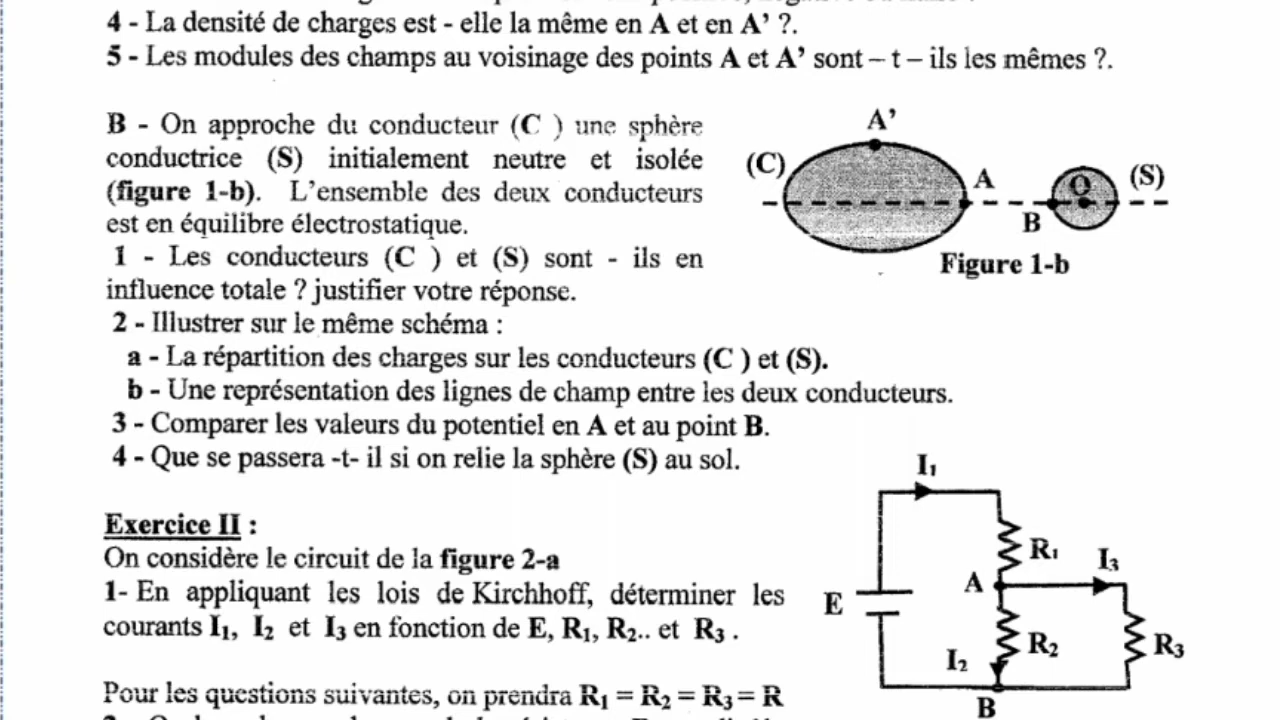 4 - La densité de charges est - elle la même en A et en A' ?.
5 - Les modules des champs au voisinage des points A et A' sont – t – ils les mêmes ?.
B - On approche du conducteur (C ) une sphère
conductrice (S) initialement neutre et isolée
(figure 1-b). L'ensemble des deux conducteurs
est en équilibre électrostatique.
1 - Les conducteurs (C ) et (S) sont - ils en
influence totale ? justifier votre réponse.
A'
(C)
A
O
(S)
B
Figure 1-b
2 - Illustrer sur le même schéma :
a - La répartition des charges sur les conducteurs (C ) et (S).
b - Une représentation des lignes de champ entre les deux conducteurs.
3 - Comparer les valeurs du potentiel en A et au point B.
4 - Que se passera -t- il si on relie la sphère (S) au sol.
Exercice II :
On considère le circuit de la figure 2-a
1- En appliquant les lois de Kirchhoff, déterminer les
courants I₁, I₂ et I₃ en fonction de E, R₁, R₂.. et R₃ .
Pour les questions suivantes, on prendra R₁ = R₂ = R₃ = R
I₁
R₁
I₃
A
E
R₂
R₃
I₂
B